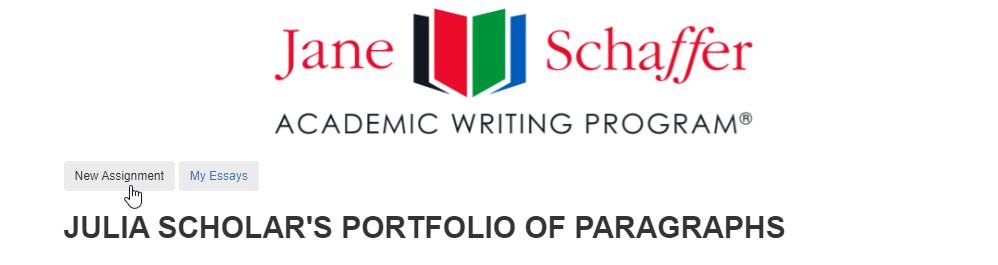 Jane Schaffer
ACADEMIC WRITING PROGRAM®
New Assignment My Essays
JULIA SCHOLAR'S PORTFOLIO OF PARAGRAPHS